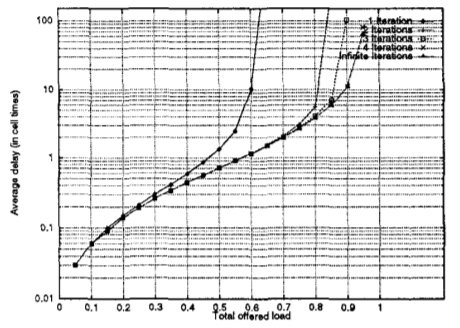 100
10
1
0.1
0.01
Average delay (in cell times)
1 Iteration
Iterations
3 Iterations
4 Iterations
Infinite Iterations
0 0.1 0.2 0.3 0.4 0.5 0.6 0.7 0.8 0.9 1
Total offered load